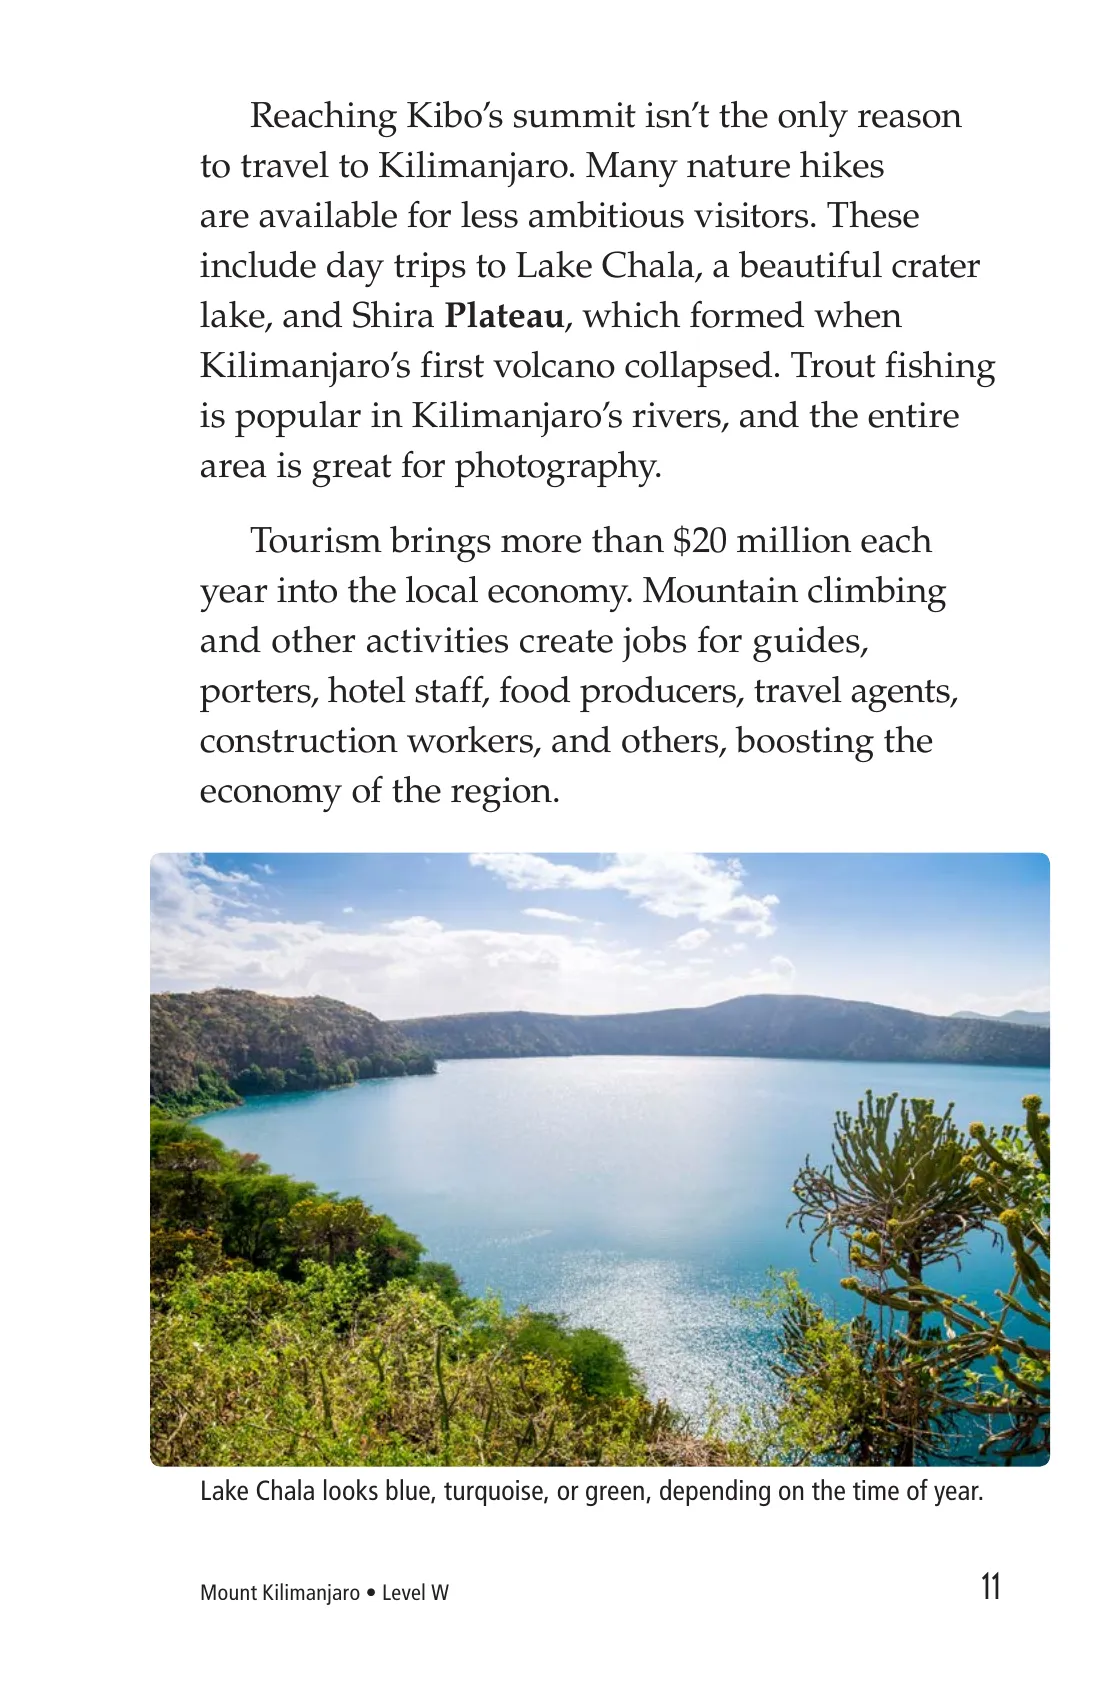 Reaching Kibo’s summit isn’t the only reason
to travel to Kilimanjaro. Many nature hikes
are available for less ambitious visitors. These
include day trips to Lake Chala, a beautiful crater
lake, and Shira Plateau, which formed when
Kilimanjaro’s first volcano collapsed. Trout fishing
is popular in Kilimanjaro’s rivers, and the entire
area is great for photography.
Tourism brings more than $20 million each
year into the local economy. Mountain climbing
and other activities create jobs for guides,
porters, hotel staff, food producers, travel agents,
construction workers, and others, boosting the
economy of the region.
Lake Chala looks blue, turquoise, or green, depending on the time of year.
Mount Kilimanjaro • Level W 11